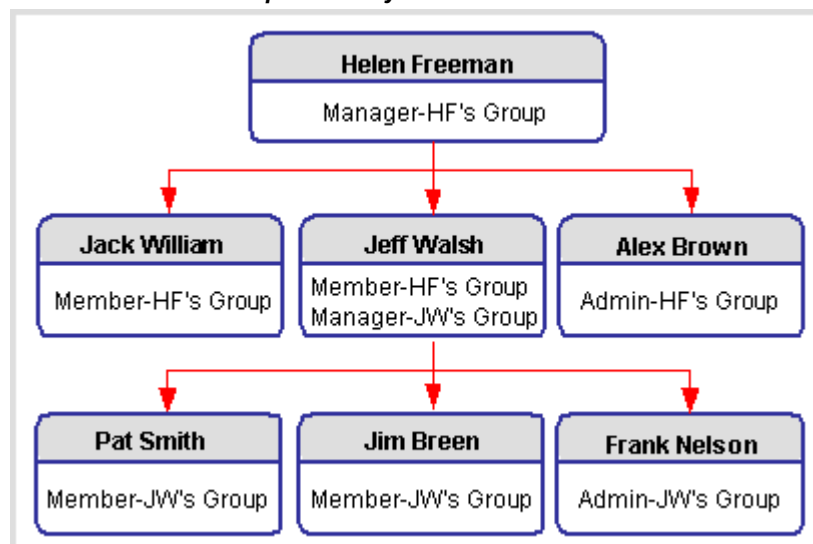 Helen Freeman
Manager-HF's Group
Jack William
Member-HF's Group
Jeff Walsh
Member-HF's Group
Manager-JW's Group
Alex Brown
Admin-HF's Group
Pat Smith
Member-JW's Group
Jim Breen
Member-JW's Group
Frank Nelson
Admin-JW's Group